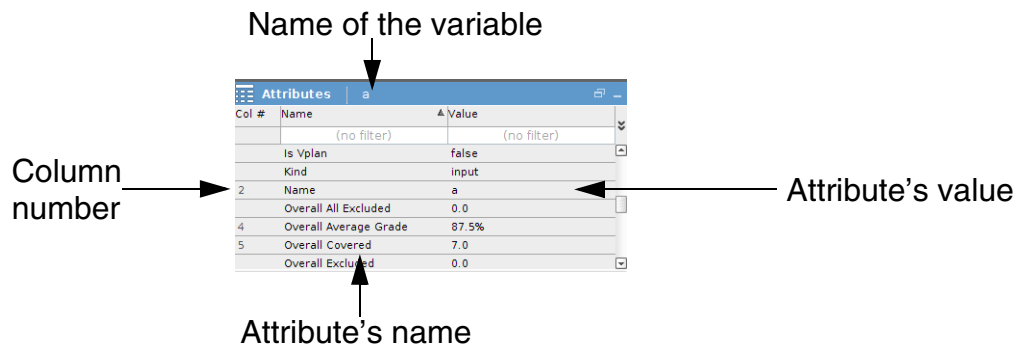 Name of the variable
Attributes a
Col # Name Value
(no filter) (no filter)
Is Vplan false
Kind input
2 Name a
Overall All Excluded 0.0
4 Overall Average Grade 87.5%
5 Overall Covered 7.0
Overall Excluded 0.0
Column
number
Attribute's value
Attribute's name